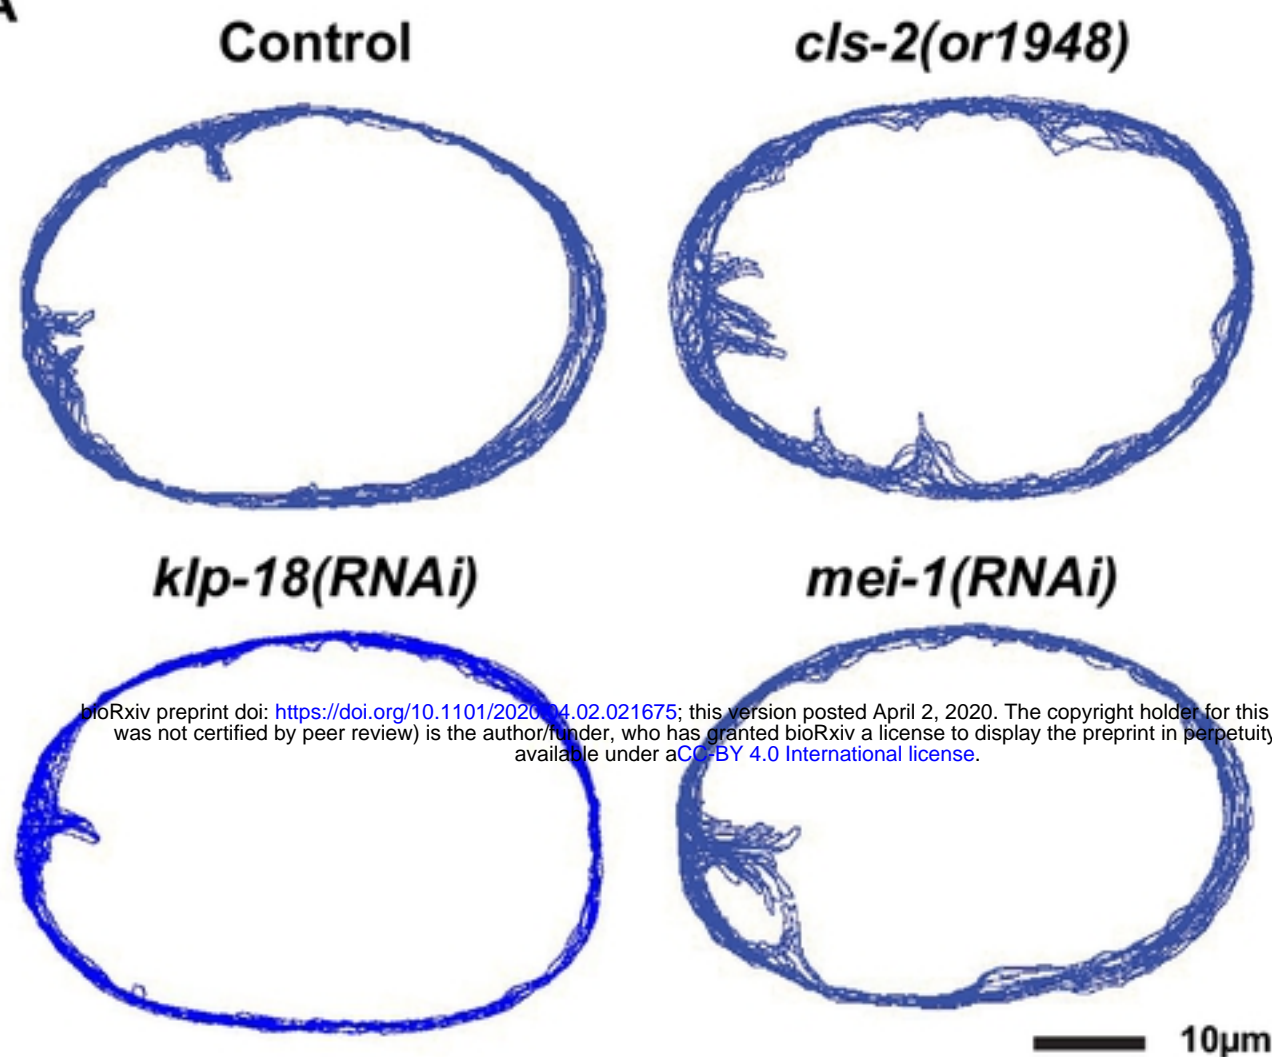 A
Control
cls-2(or1948)
klp-18(RNAi)
mei-1(RNAi)
bioRxiv preprint doi: https://doi.org/10.1101/2020.04.02.021675; this version posted April 2, 2020. The copyright holder for this
was not certified by peer review) is the author/funder, who has granted bioRxiv a license to display the preprint in perpetuity
available under aCC-BY 4.0 International license.
10µm